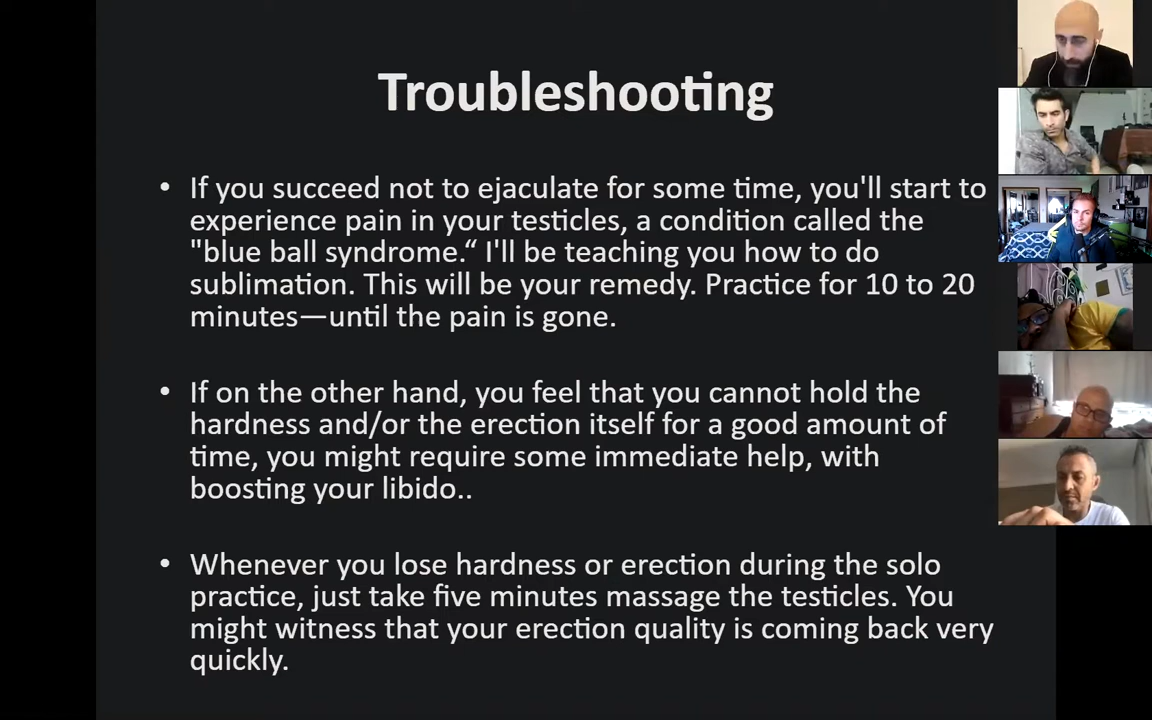 Troubleshooting
• If you succeed not to ejaculate for some time, you'll start to
experience pain in your testicles, a condition called the
"blue ball syndrome.“ I'll be teaching you how to do
sublimation. This will be your remedy. Practice for 10 to 20
minutes—until the pain is gone.
• If on the other hand, you feel that you cannot hold the
hardness and/or the erection itself for a good amount of
time, you might require some immediate help, with
boosting your libido..
• Whenever you lose hardness or erection during the solo
practice, just take five minutes massage the testicles. You
might witness that your erection quality is coming back very
quickly.